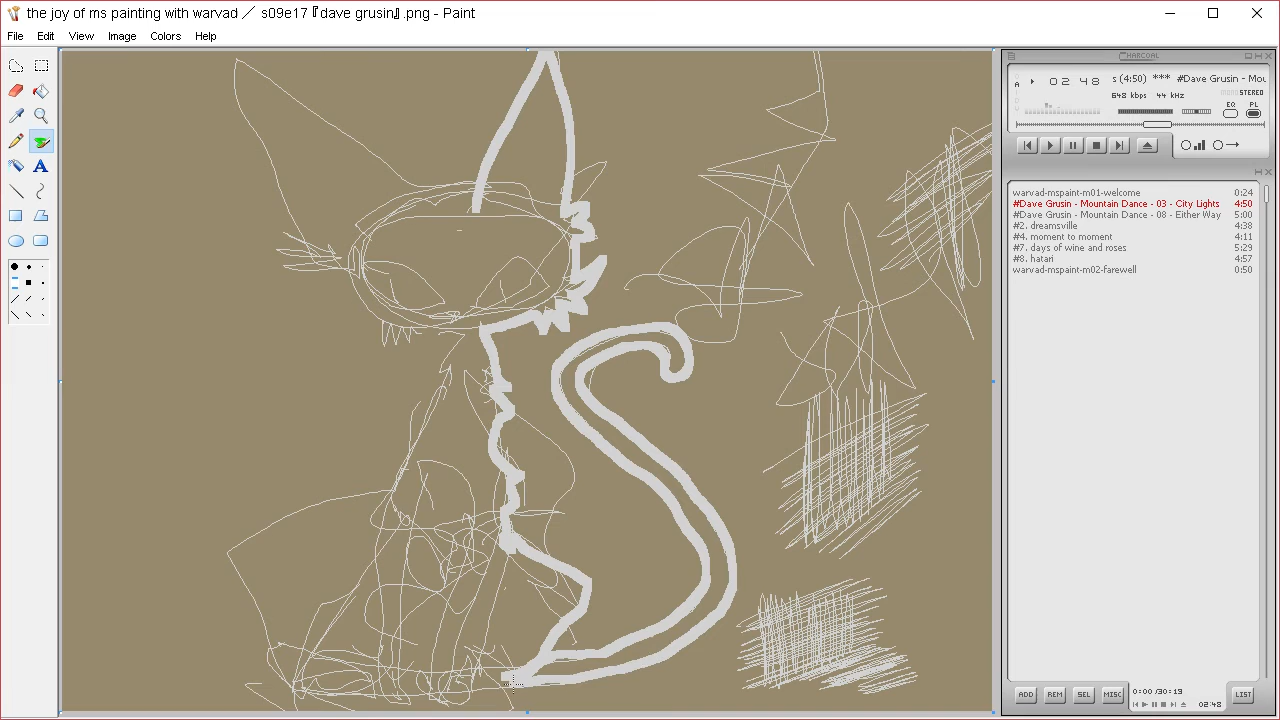 the joy of ms painting with warvad ／ s09e17『dave grusin』.png - Paint
File Edit View Image Colors Help
CHARCOAL
02 48 s (4:50) *** #Dave Grusin - Mou
648 kbps 44 kHz STEREO
EQ PL
warvad-mspaint-m01-welcome 0:24
#Dave Grusin - Mountain Dance - 03 - City Lights 4:50
#Dave Grusin - Mountain Dance - 08 - Either Way 5:00
#2. dreamsville 4:38
#4. moment to moment 4:11
#7. days of wine and roses 5:29
#8. hatari 4:57
warvad-mspaint-m02-farewell 0:50
ADD REM SEL MISC 0:00/30:19 02:48 LIST